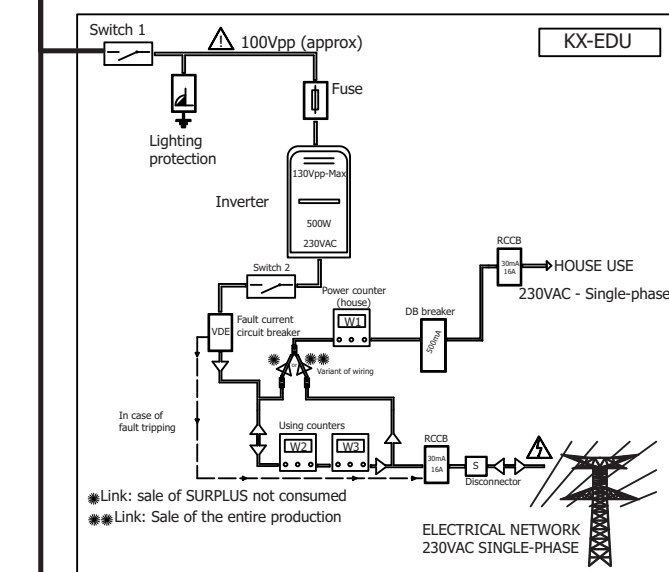 Switch 1
100Vpp (approx)
KX-EDU
Fuse
Lighting
protection
130Vpp-Max
Inverter
500W
230VAC
RCCB
30mA
16A
HOUSE USE
230VAC - Single-phase
Switch 2
Power counter
(house)
W1
DB breaker
500mA
VDE
Fault current
circuit breaker
or
Variant of wiring
In case of
fault tripping
Using counters
W2
W3
RCCB
30mA
16A
S
Disconnector
Link: sale of SURPLUS not consumed
Link: Sale of the entire production
ELECTRICAL NETWORK
230VAC SINGLE-PHASE